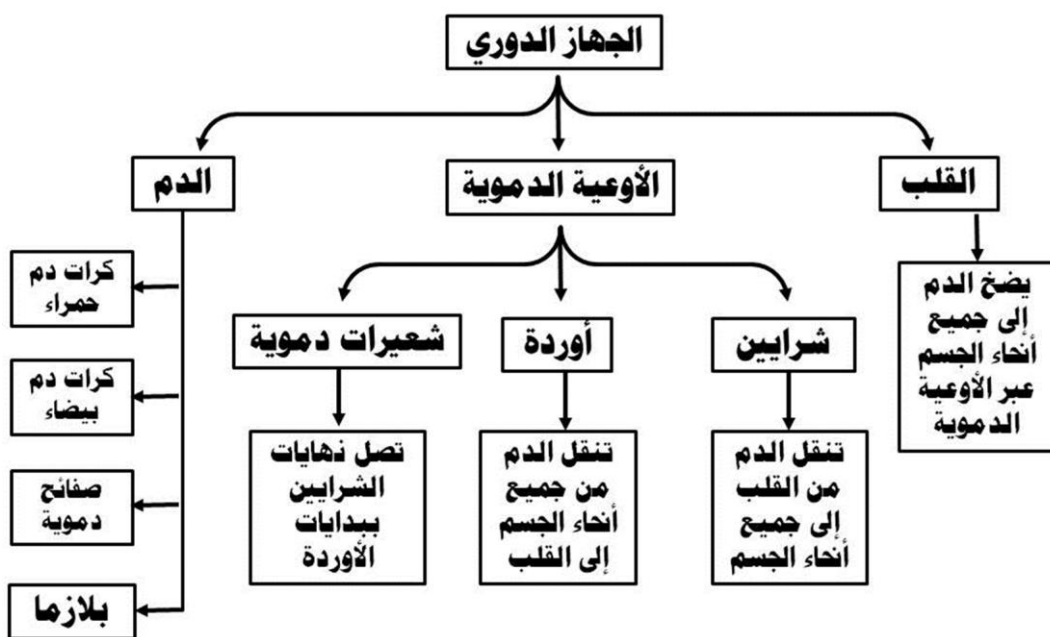 الجهاز الدوري
القلب
يضخ الدم
إلى جميع
أنحاء الجسم
عبر الأوعية
الدموية
الأوعية الدموية
شرايين
تنقل الدم
من القلب
إلى جميع
أنحاء الجسم
أوردة
تنقل الدم
من جميع
أنحاء الجسم
إلى القلب
شعيرات دموية
تصل نهايات
الشرايين
ببدايات
الأوردة
الدم
كرات دم
حمراء
كرات دم
بيضاء
صفائح
دموية
بلازما